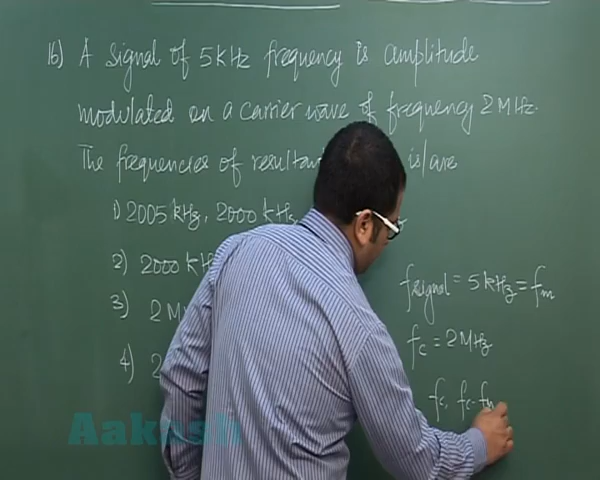 16) A signal of 5 kHz frequency is amplitude
modulated on a carrier wave of frequency 2 MHz.
The frequencies of resultant is/are
1) 2005 kHz, 2000 kHz
2) 2000 kHz
3) 2 M
4) 2
f signal = 5 kHz = fm
fc = 2 MHz
fc, fc - fm
Aakash